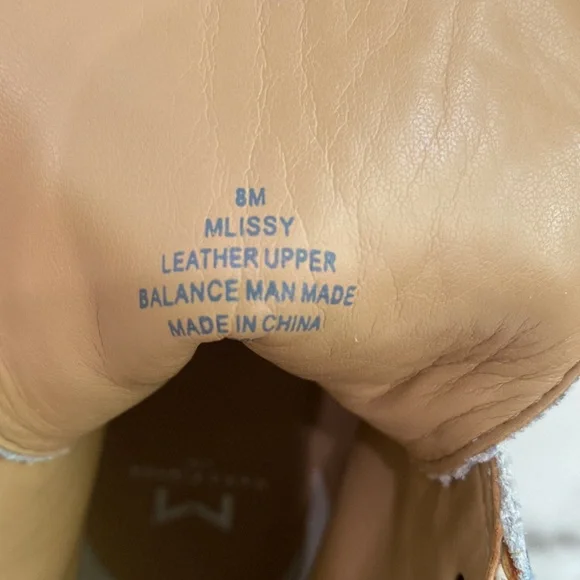 8M
MLISSY
LEATHER UPPER
BALANCE MAN MADE
MADE IN CHINA
M